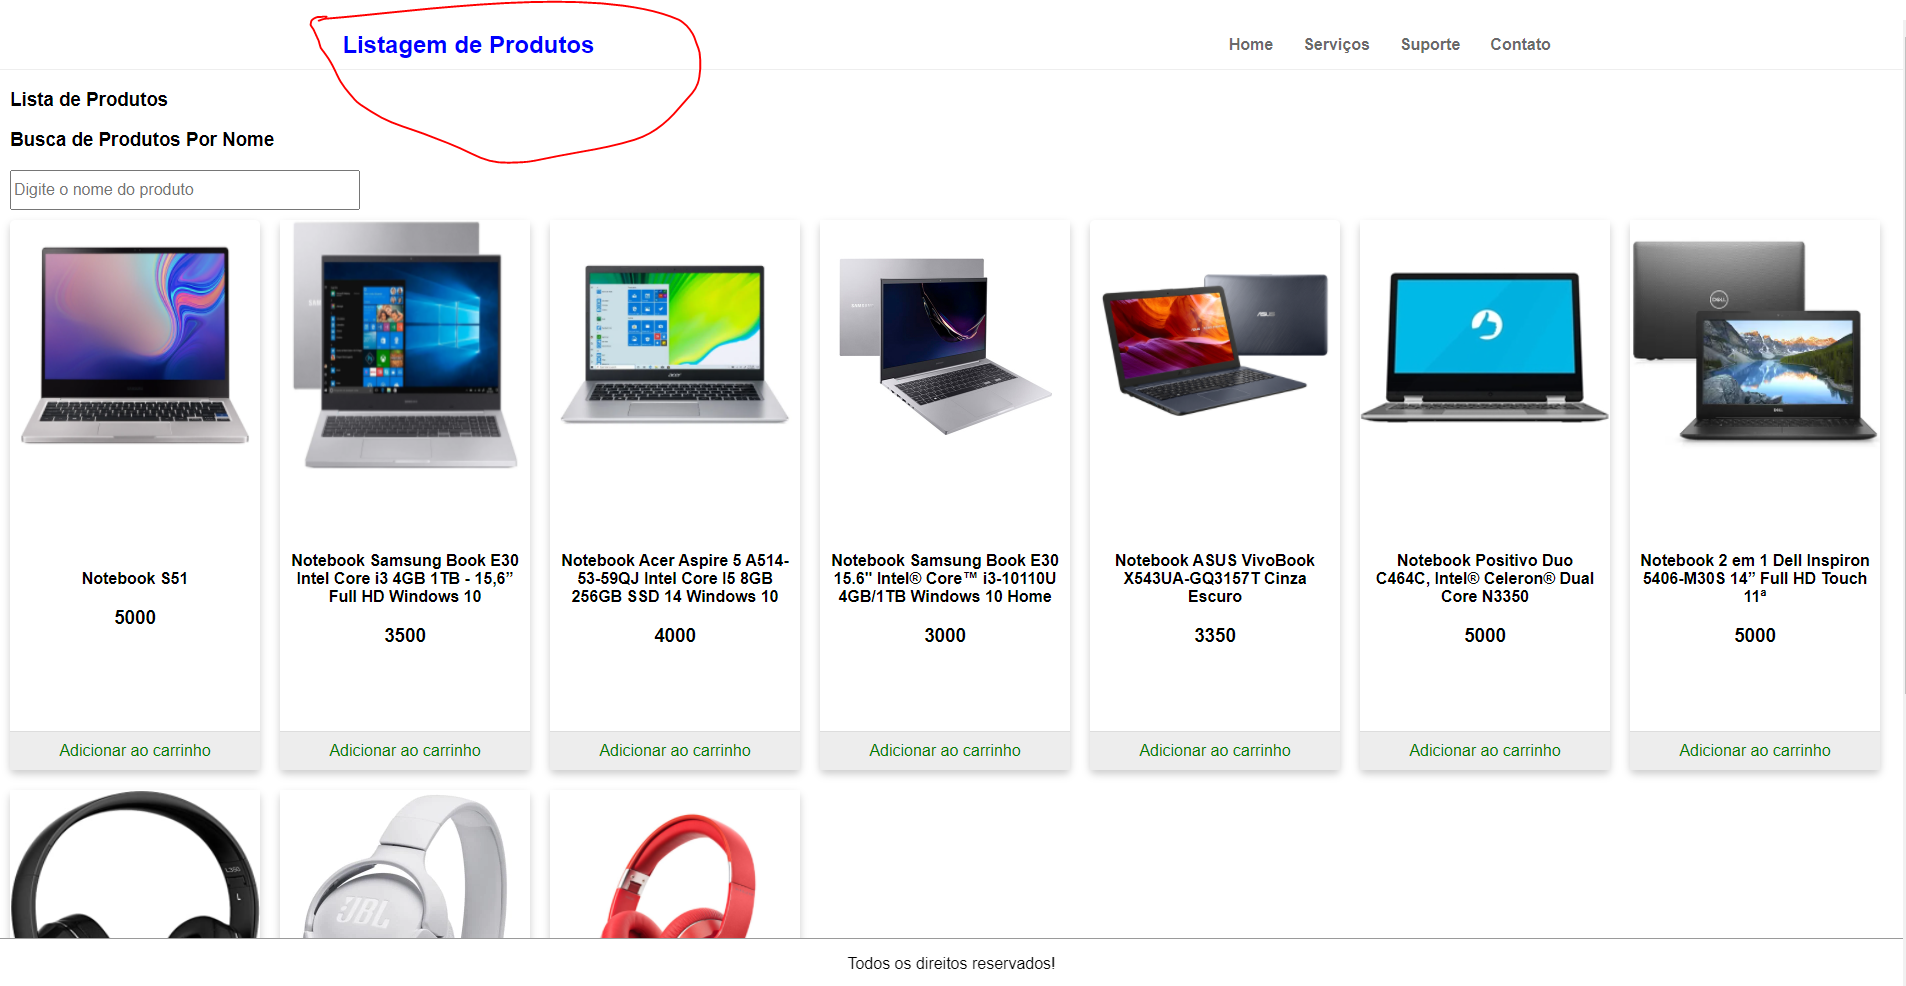 Listagem de Produtos
Home Serviços Suporte Contato
Lista de Produtos
Busca de Produtos Por Nome
Digite o nome do produto
SAMSUNG
acer
ASUS
DELL
DELL
Notebook S51
5000
Adicionar ao carrinho
Notebook Samsung Book E30
Intel Core i3 4GB 1TB - 15,6”
Full HD Windows 10
3500
Adicionar ao carrinho
Notebook Acer Aspire 5 A514-
53-59QJ Intel Core I5 8GB
256GB SSD 14 Windows 10
4000
Adicionar ao carrinho
Notebook Samsung Book E30
15.6" Intel® Core™ i3-10110U
4GB/1TB Windows 10 Home
3000
Adicionar ao carrinho
Notebook ASUS VivoBook
X543UA-GQ3157T Cinza
Escuro
3350
Adicionar ao carrinho
Notebook Positivo Duo
C464C, Intel® Celeron® Dual
Core N3350
5000
Adicionar ao carrinho
Notebook 2 em 1 Dell Inspiron
5406-M30S 14” Full HD Touch
11ª
5000
Adicionar ao carrinho
L350
L
JBL
Todos os direitos reservados!